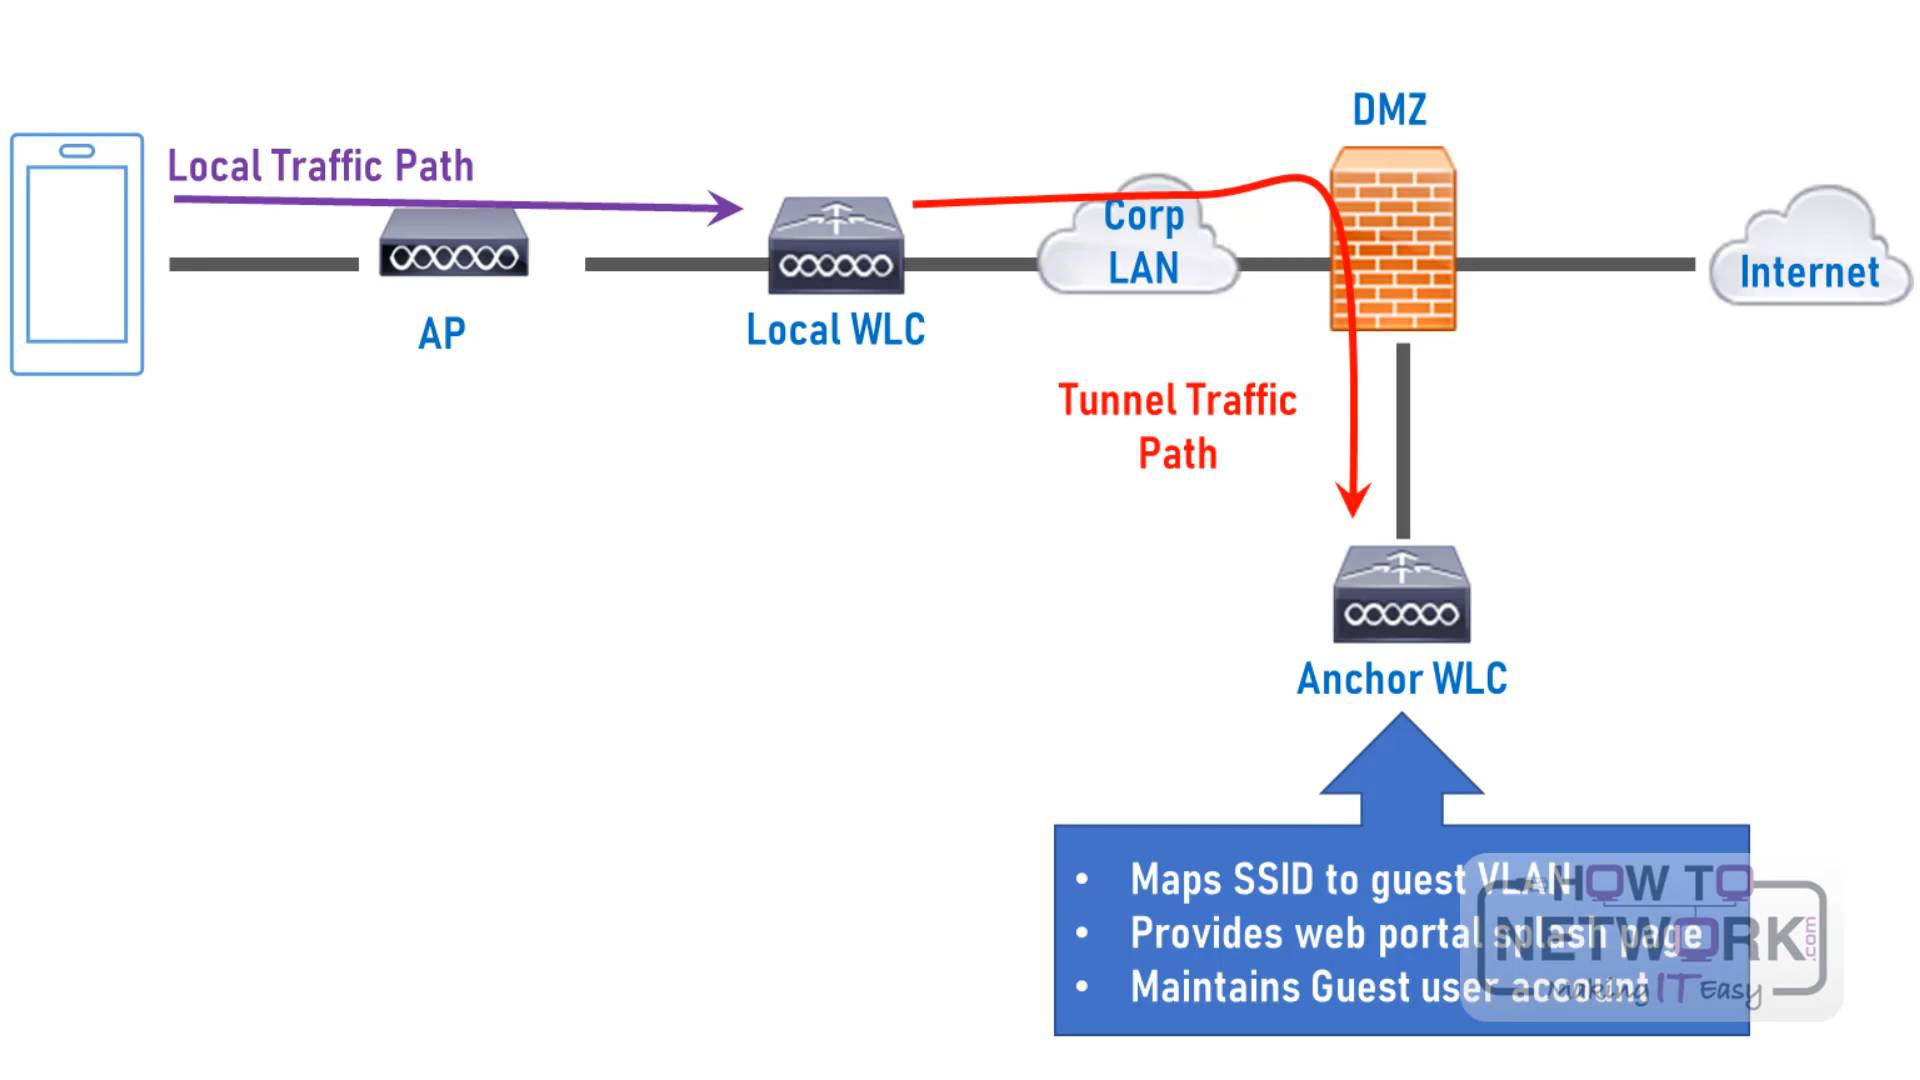 DMZ
Local Traffic Path
Corp
LAN
Internet
AP
Local WLC
Tunnel Traffic
Path
Anchor WLC
• Maps SSID to guest VLAN
• Provides web portal splash page
• Maintains Guest user account
HOW TO
NETWORK.com
Making IT Easy